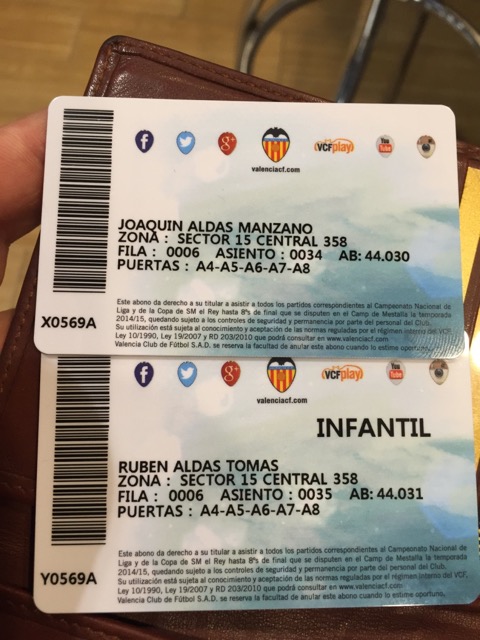 VCFplay
You
Tube
valenciacf.com
JOAQUIN ALDAS MANZANO
ZONA : SECTOR 15 CENTRAL 358
FILA : 0006 ASIENTO : 0034 AB: 44.030
PUERTAS : A4-A5-A6-A7-A8
Este abono da derecho a su titular a asistir a todos los partidos correspondientes al Campeonato Nacional de
Liga y de la Copa de SM el Rey hasta 8ºs de final que se disputen en el Camp de Mestalla la temporada
2014/15, quedando sujeto a los controles de seguridad y permanencia por parte del personal del Club.
Su utilización está sujeta al conocimiento y aceptación de las normas reguladas por el régimen interno del VCF,
Ley 10/1990, Ley 19/2007 y RD 203/2010 que podrá consultar en www.valenciacf.com
Valencia Club de Fútbol S.A.D. se reserva la facultad de anular este abono cuando lo estime oportuno.
X0569A
VCFplay
You
Tube
valenciacf.com
INFANTIL
RUBEN ALDAS TOMAS
ZONA : SECTOR 15 CENTRAL 358
FILA : 0006 ASIENTO : 0035 AB: 44.031
PUERTAS : A4-A5-A6-A7-A8
Este abono da derecho a su titular a asistir a todos los partidos correspondientes al Campeonato Nacional de
Liga y de la Copa de SM el Rey hasta 8ºs de final que se disputen en el Camp de Mestalla la temporada
2014/15, quedando sujeto a los controles de seguridad y permanencia por parte del personal del Club.
Su utilización está sujeta al conocimiento y aceptación de las normas reguladas por el régimen interno del VCF,
Ley 10/1990, Ley 19/2007 y RD 203/2010 que podrá consultar en www.valenciacf.com
Valencia Club de Fútbol S.A.D. se reserva la facultad de anular este abono cuando lo estime oportuno.
Y0569A